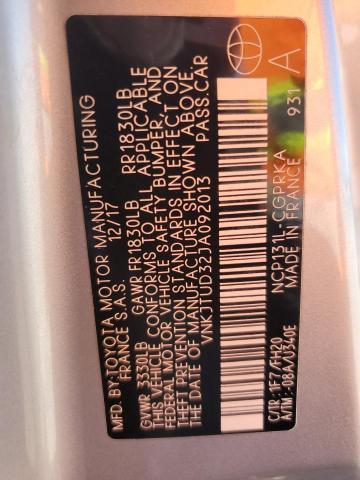 MFD. BY:TOYOTA MOTOR MANUFACTURING
FRANCE S.A.S. 12/17
GVWR 3330LB GAWR FR1830LB RR1830LB
THIS VEHICLE CONFORMS TO ALL APPLICABLE
FEDERAL MOTOR VEHICLE SAFETY BUMPER, AND
THEFT PREVENTION STANDARDS IN EFFECT ON
THE DATE OF MANUFACTURE SHOWN ABOVE.
VNKJTUD32JA092013 PASS.CAR
NCP131L-CGPRKA
C/TR: 1F7/FH20 MADE IN FRANCE 931 A
A/TM: -08A/U340E